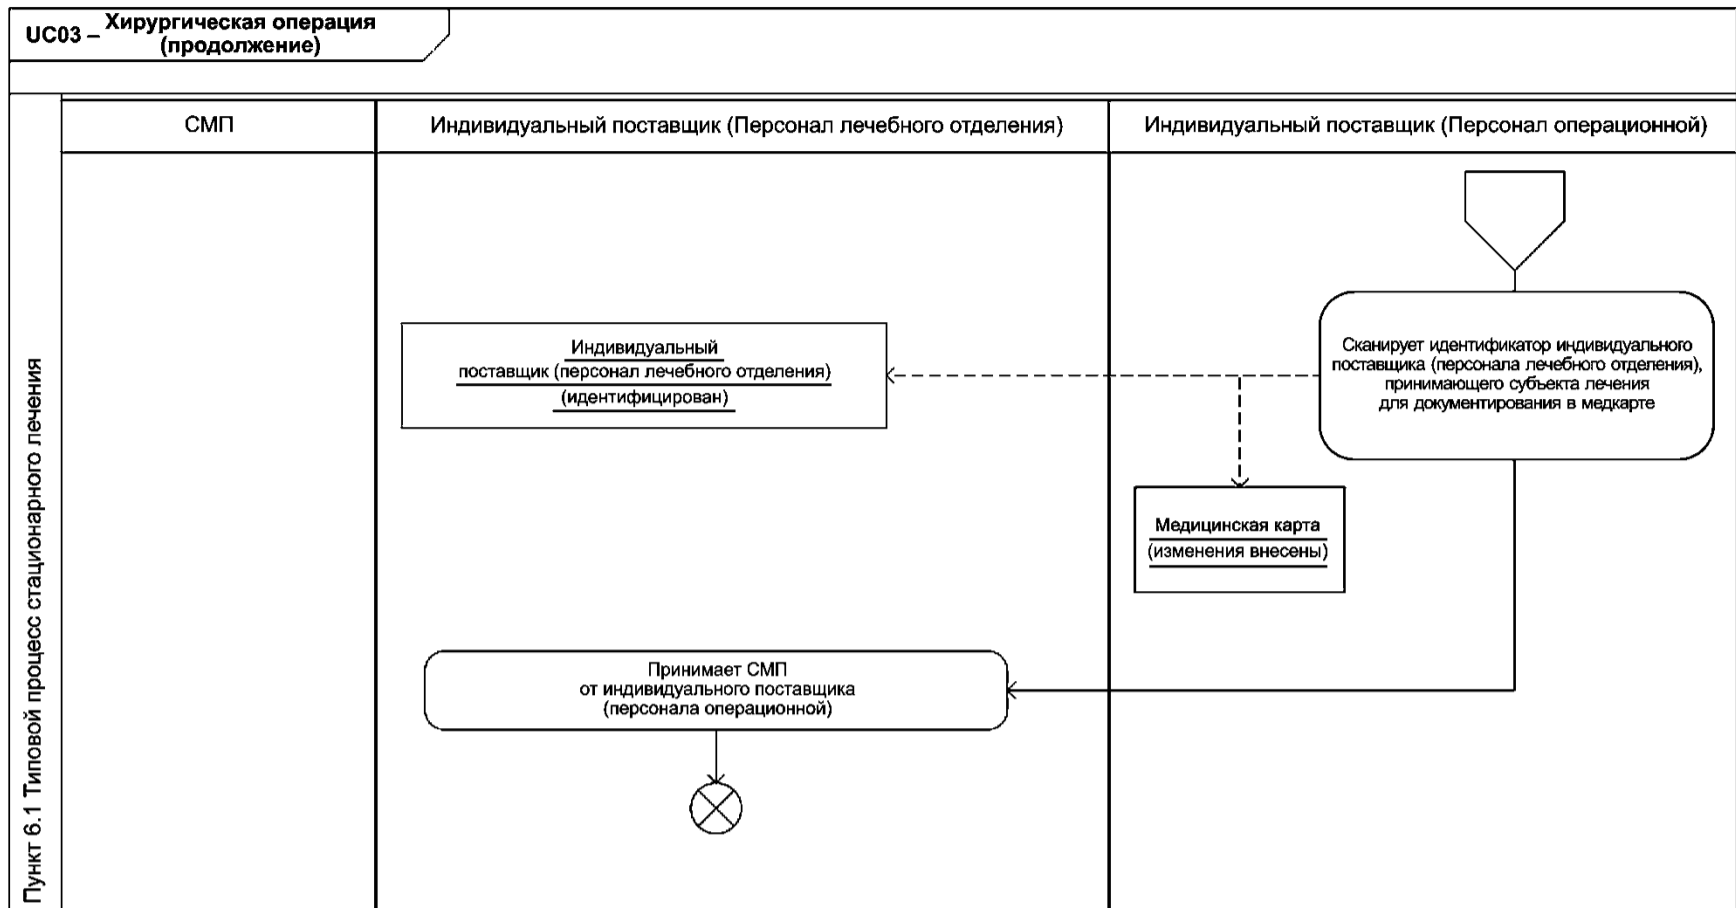 UC03 – Хирургическая операция
(продолжение)
Пункт 6.1 Типовой процесс стационарного лечения
СМП
Индивидуальный поставщик (Персонал лечебного отделения)
Индивидуальный поставщик (Персонал операционной)
Сканирует идентификатор индивидуального
поставщика (персонала лечебного отделения),
принимающего субъекта лечения
для документирования в медкарте
Индивидуальный
поставщик (персонал лечебного отделения)
(идентифицирован)
Медицинская карта
(изменения внесены)
Принимает СМП
от индивидуального поставщика
(персонала операционной)